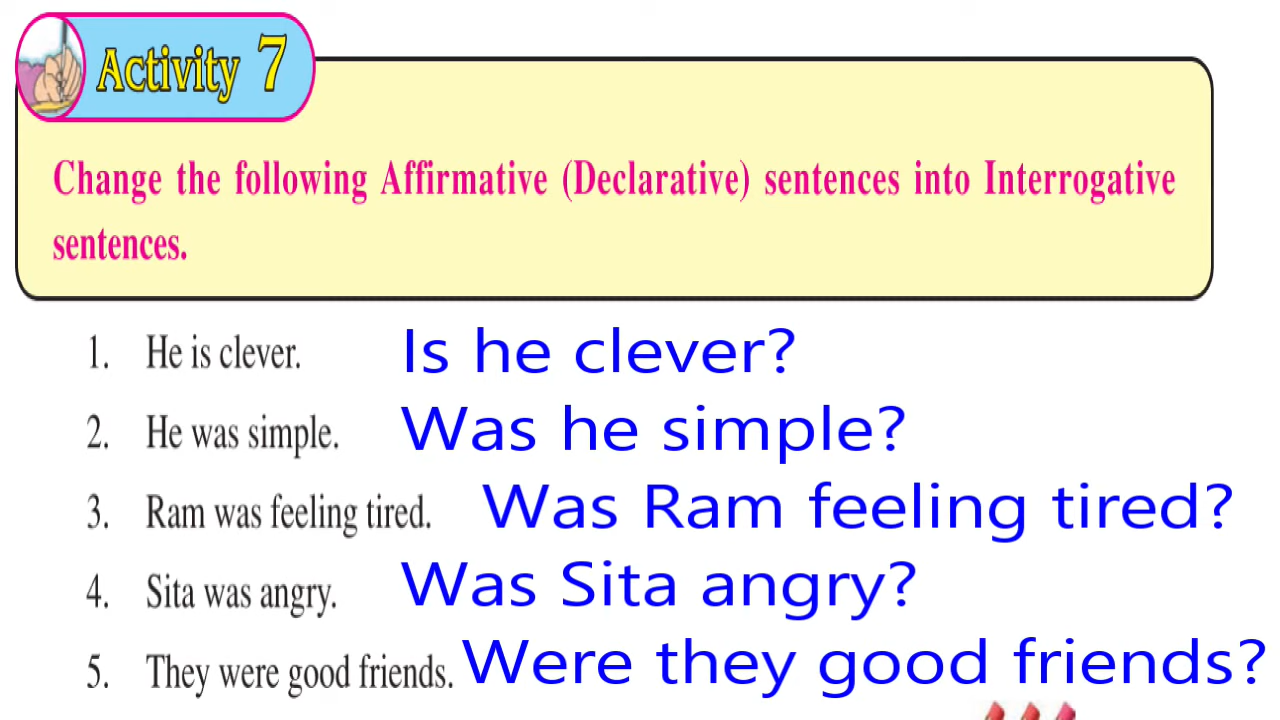 Activity 7
Change the following Affirmative (Declarative) sentences into Interrogative
sentences.
1. He is clever. Is he clever?
2. He was simple. Was he simple?
3. Ram was feeling tired. Was Ram feeling tired?
4. Sita was angry. Was Sita angry?
5. They were good friends. Were they good friends?